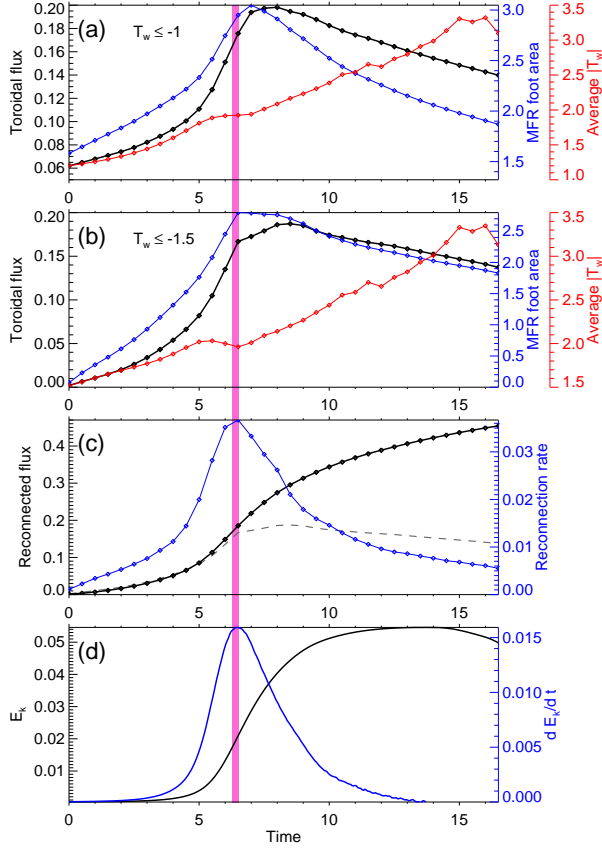 (a) T_w ≤ -1
Toroidal flux
0.20
0.18
0.16
0.14
0.12
0.10
0.08
0.06
3.0
2.5
2.0
1.5
MFR foot area
3.5
3.0
2.5
2.0
1.5
1.0
Average |T_w|
0 5 10 15
(b) T_w ≤ -1.5
Toroidal flux
0.20
0.15
0.10
0.05
0.00
2.5
2.0
1.5
1.0
0.5
0.0
MFR foot area
3.5
3.0
2.5
2.0
1.5
Average |T_w|
0 5 10 15
(c)
Reconnected flux
0.4
0.3
0.2
0.1
0.0
0.03
0.02
0.01
0.00
Reconnection rate
0 5 10 15
(d)
E_k
0.05
0.04
0.03
0.02
0.01
0.015
0.010
0.005
0.000
d E_k/d t
0 5 10 15
Time